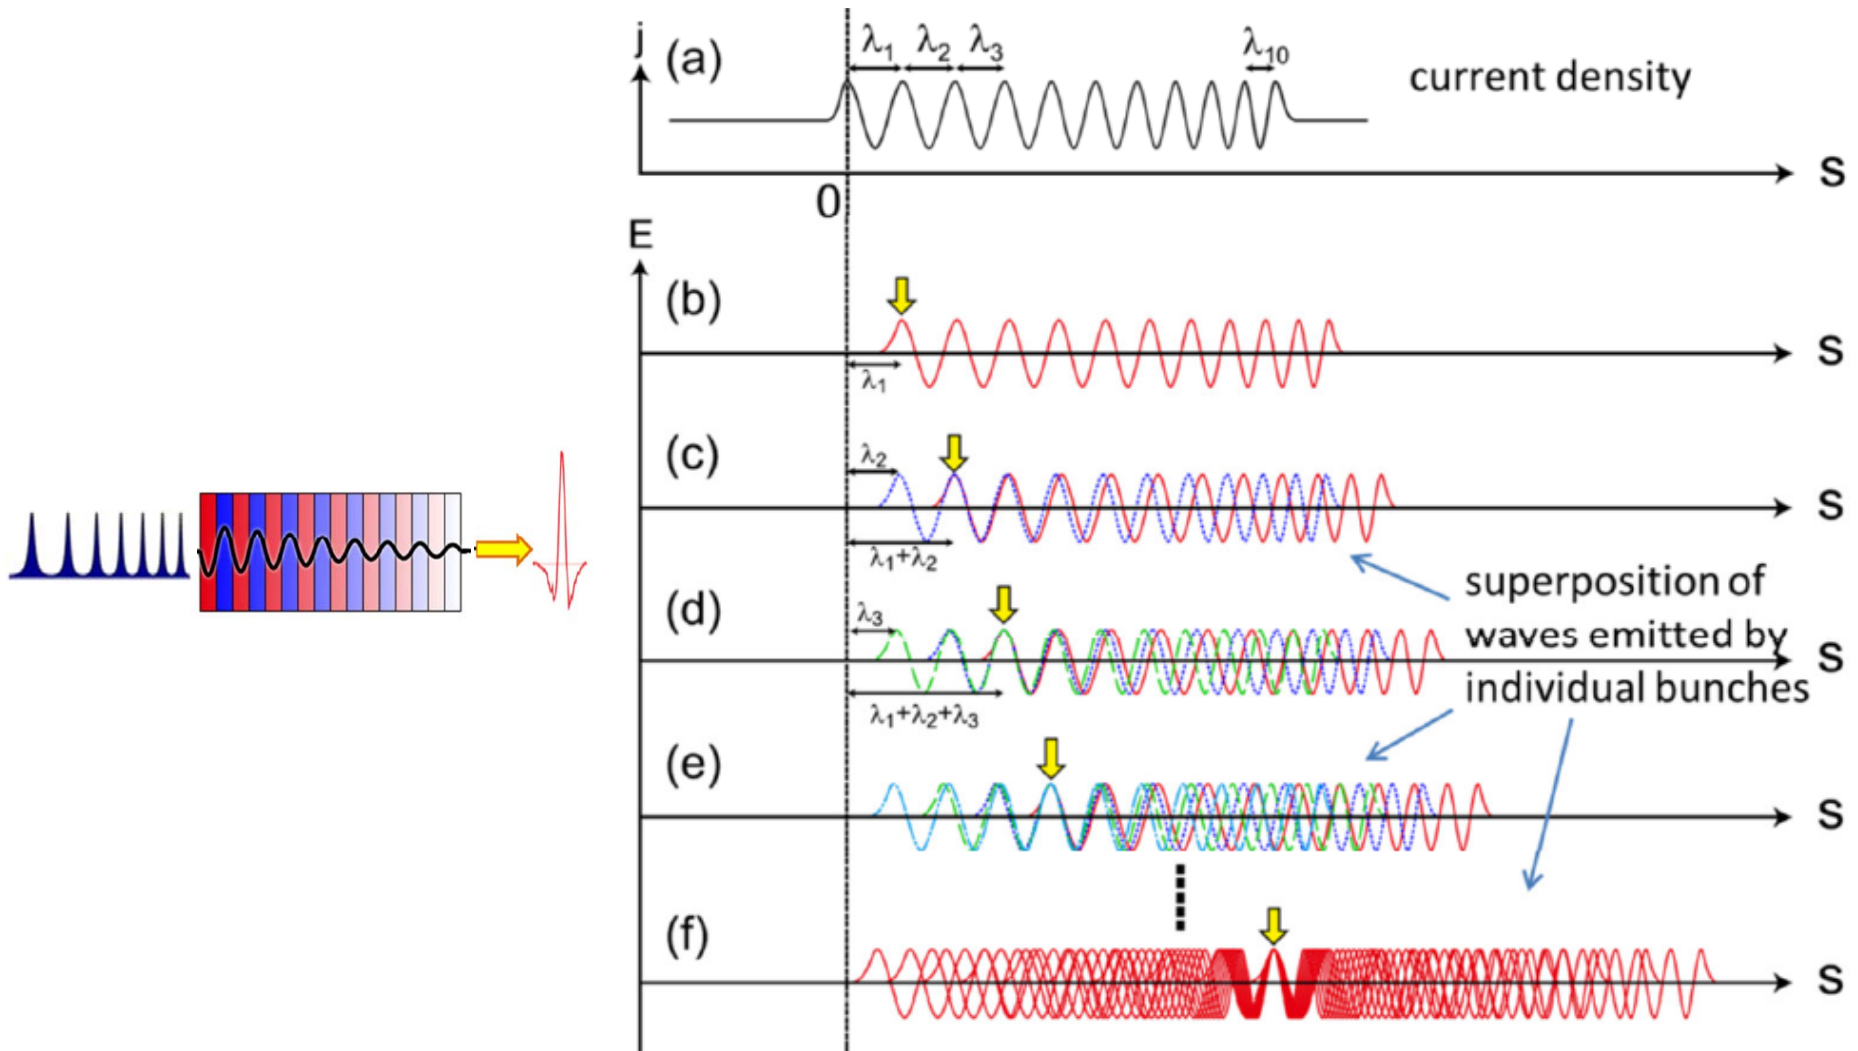 j
(a)
λ₁ λ₂ λ₃ λ₁₀
current density
S
0
E
(b)
λ₁
S
(c)
λ₂
λ₁+λ₂
S
superposition of
waves emitted by
individual bunches
(d)
λ₃
λ₁+λ₂+λ₃
S
(e)
S
(f)
S